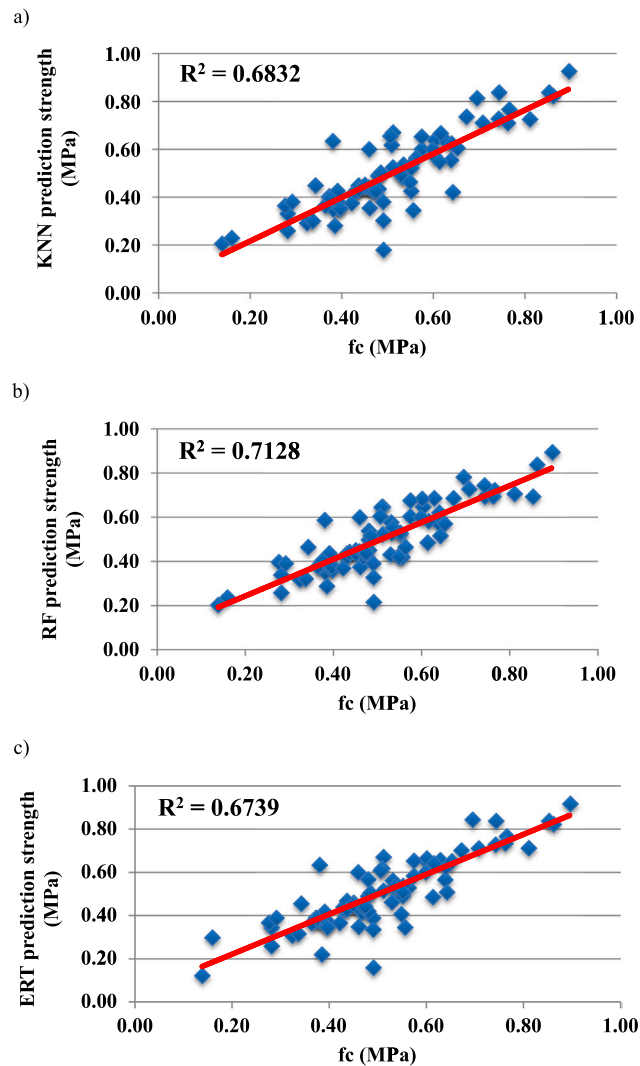 a)
KNN prediction strength
(MPa)
1.00
0.80
0.60
0.40
0.20
0.00
R² = 0.6832
0.00 0.20 0.40 0.60 0.80 1.00
fc (MPa)
b)
RF prediction strength
(MPa)
1.00
0.80
0.60
0.40
0.20
0.00
R² = 0.7128
0.00 0.20 0.40 0.60 0.80 1.00
fc (MPa)
c)
ERT prediction strength
(MPa)
1.00
0.80
0.60
0.40
0.20
0.00
R² = 0.6739
0.00 0.20 0.40 0.60 0.80 1.00
fc (MPa)